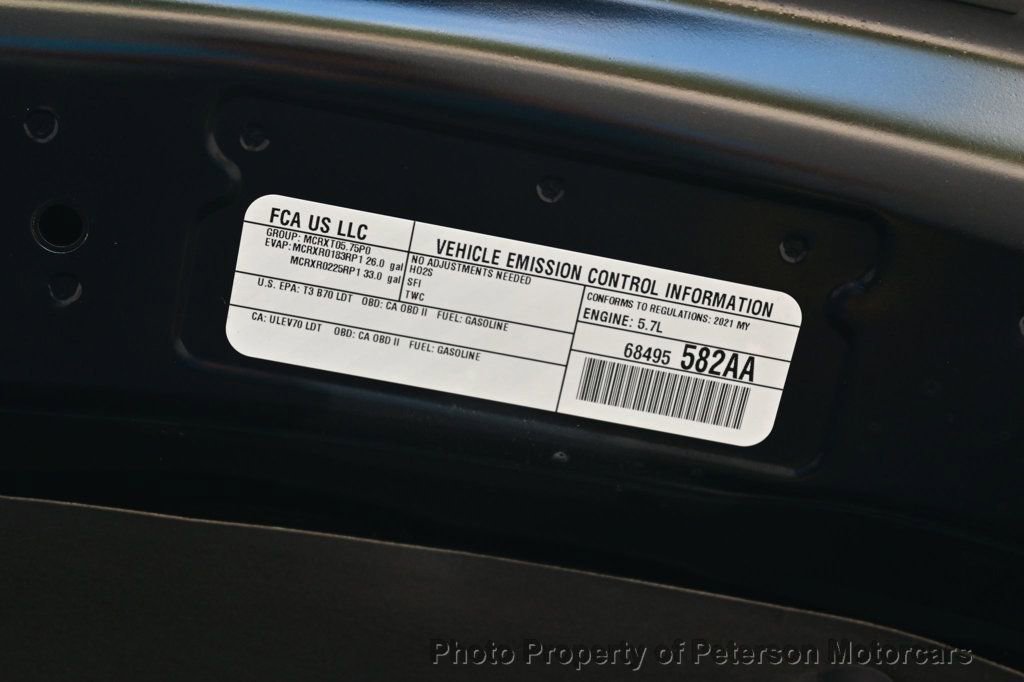 FCA US LLC
GROUP: MCRXT05.75P0
EVAP: MCRXR0183RP1 26.0 gal
MCRXR0225RP1 33.0 gal
VEHICLE EMISSION CONTROL INFORMATION
NO ADJUSTMENTS NEEDED
HO2S
SFI
TWC
CONFORMS TO REGULATIONS: 2021 MY
ENGINE: 5.7L
U.S. EPA: T3 B70 LDT OBD: CA OBD II FUEL: GASOLINE
CA: ULEV70 LDT OBD: CA OBD II FUEL: GASOLINE
68495 582AA
Photo Property of Peterson Motorcars